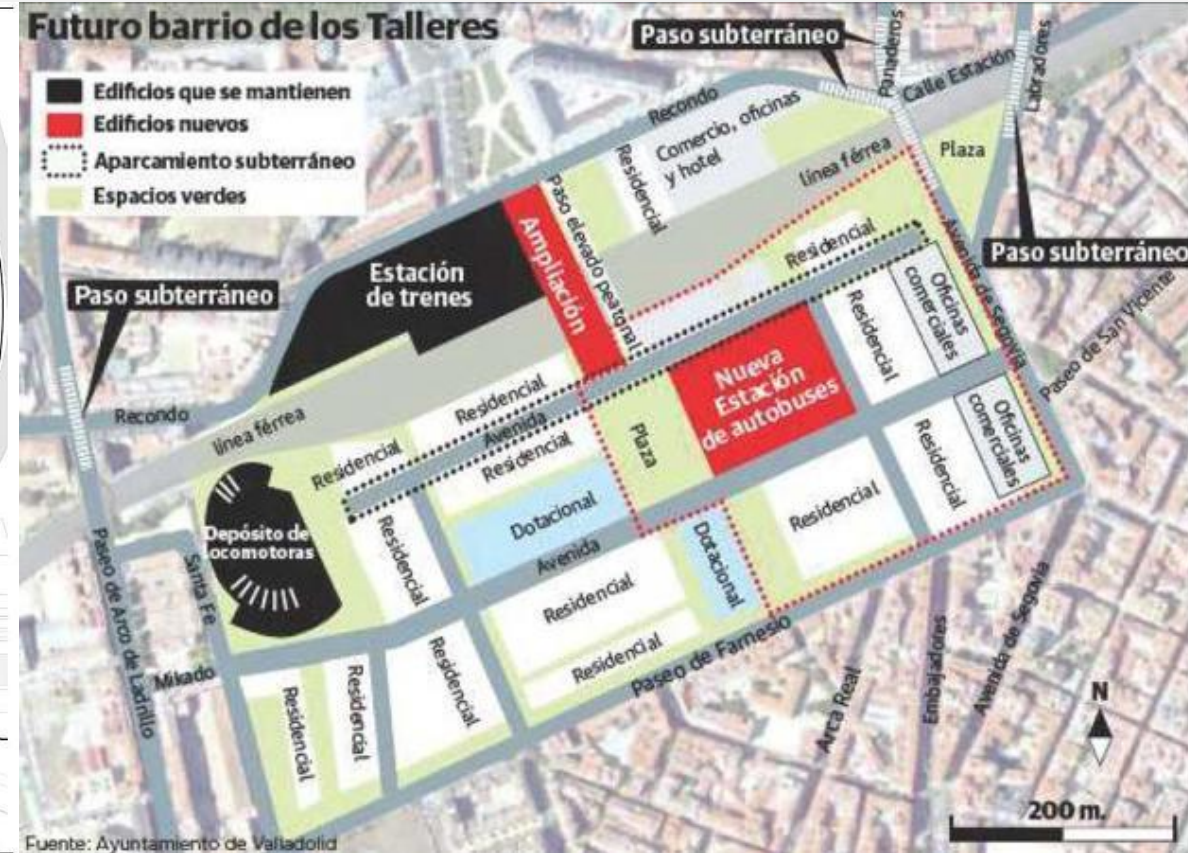 Futuro barrio de los Talleres
Edificios que se mantienen
Edificios nuevos
Aparcamiento subterráneo
Espacios verdes
Paso subterráneo
Panaderos
Calle Estación
Labradores
Recondo
Comercio, oficinas
y hotel
Residencial
línea férrea
Plaza
Paso elevado peatonal
Ampliación
Estación
de trenes
Paso subterráneo
Paso subterráneo
Residencial
Avenida de Segovia
Oficinas
comerciales
Residencial
Paseo de San Vicente
Nueva
Estación
de autobuses
Recondo
línea férrea
Residencial
Avenida
Residencial
Residencial
Plaza
Oficinas
comerciales
Residencial
Residencial
Depósito de
locomotoras
Residencial
Dotacional
Avenida
Dotacional
Paseo de Arco de Ladrillo
Santa Fe
Mikado
Residencial
Residencial
Residencial
Residencial
Residencial
Paseo de Farnesio
Arca Real
Embajadores
Avenida de Segovia
N
200 m.
Fuente: Ayuntamiento de Valladolid